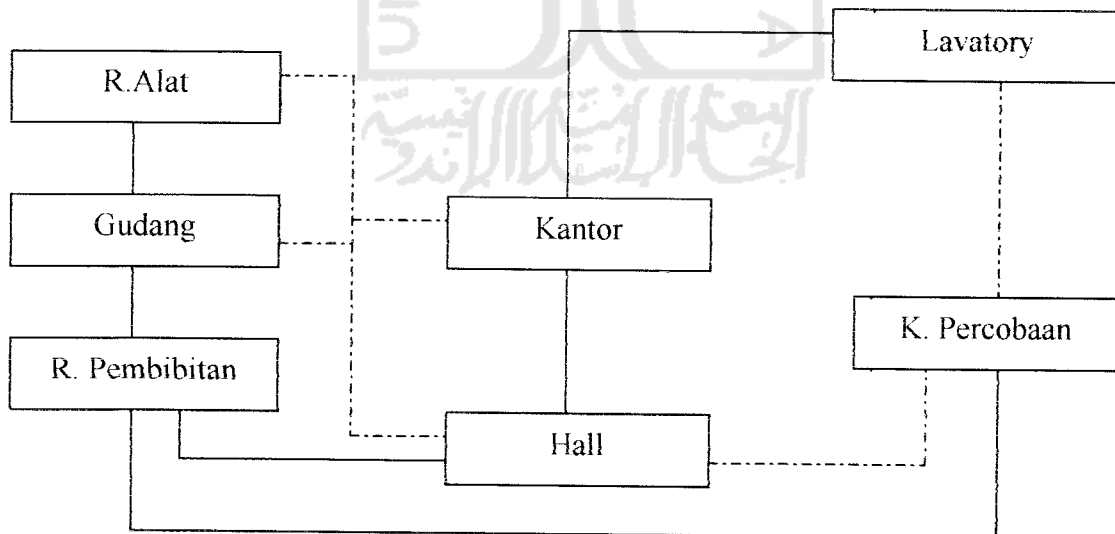 Lavatory
R.Alat
Gudang
Kantor
K. Percobaan
R. Pembibitan
Hall